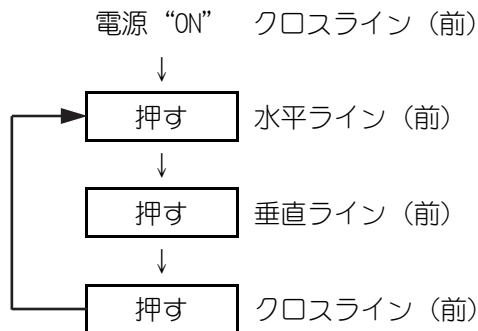 電源“ON” クロスライン（前）
↓
押す 水平ライン（前）
↓
押す 垂直ライン（前）
↓
押す クロスライン（前）